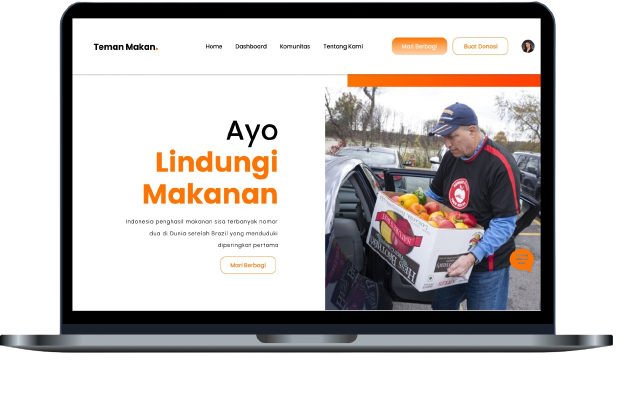 Teman Makan.
Home Dashboard Komunitas Tentang Kami Mari Berbagi Buat Donasi
Ayo
Lindungi
Makanan
Indonesia penghasil makanan sisa terbanyak nomar
dua di Dunia setelah Brazil yang menduduki
diperingkat pertama
Mari Berbagi